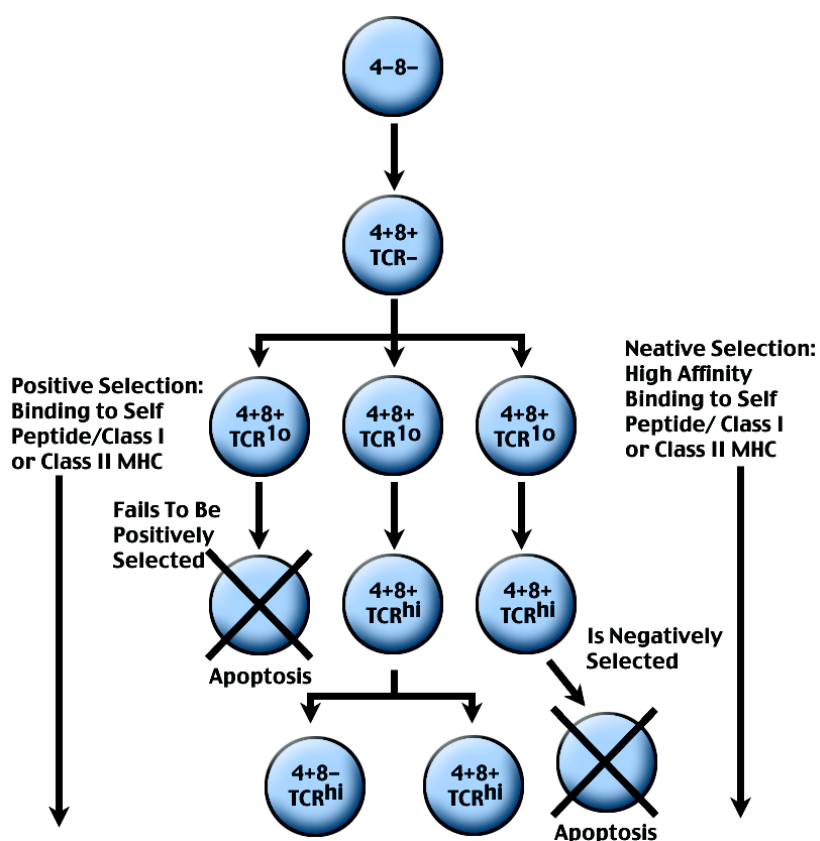 4–8–
4+8+
TCR–
Positive Selection:
Binding to Self
Peptide/Class I
or Class II MHC
Neative Selection:
High Affinity
Binding to Self
Peptide/ Class I
or Class II MHC
4+8+
TCR1o
4+8+
TCR1o
4+8+
TCR1o
Fails To Be
Positively
Selected
Apoptosis
4+8+
TCRhi
4+8+
TCRhi
Is Negatively
Selected
4+8–
TCRhi
4+8+
TCRhi
Apoptosis